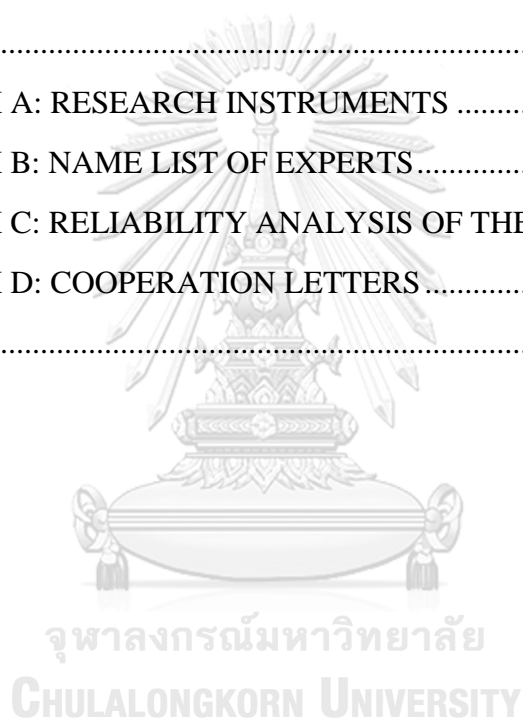 ..........................................................................
A: RESEARCH INSTRUMENTS ..........
B: NAME LIST OF EXPERTS................
C: RELIABILITY ANALYSIS OF THE
D: COOPERATION LETTERS...............
..........................................................................
จุฬาลงกรณ์มหาวิทยาลัย
CHULALONGKORN UNIVERSITY